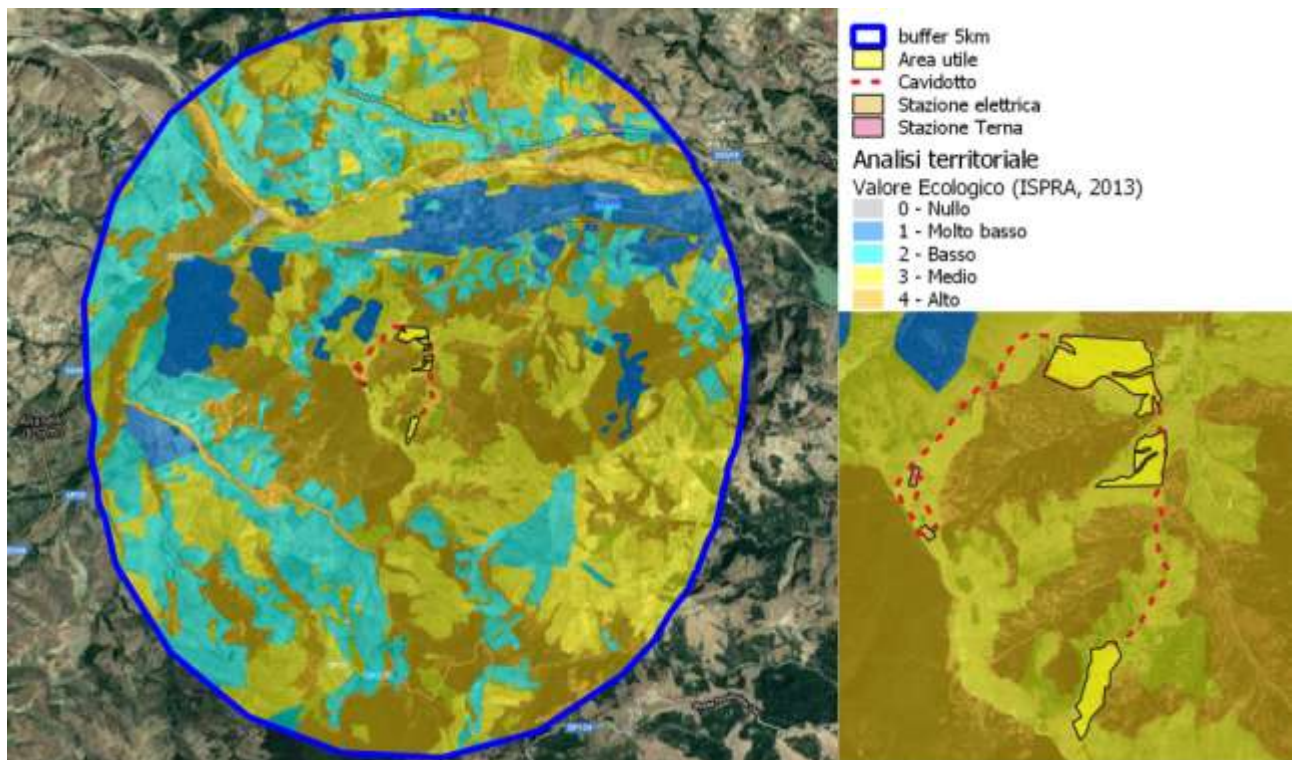 buffer 5km
Area utile
Cavidotto
Stazione elettrica
Stazione Terna
Analisi territoriale
Valore Ecologico (ISPRA, 2013)
0 - Nullo
1 - Molto basso
2 - Basso
3 - Medio
4 - Alto